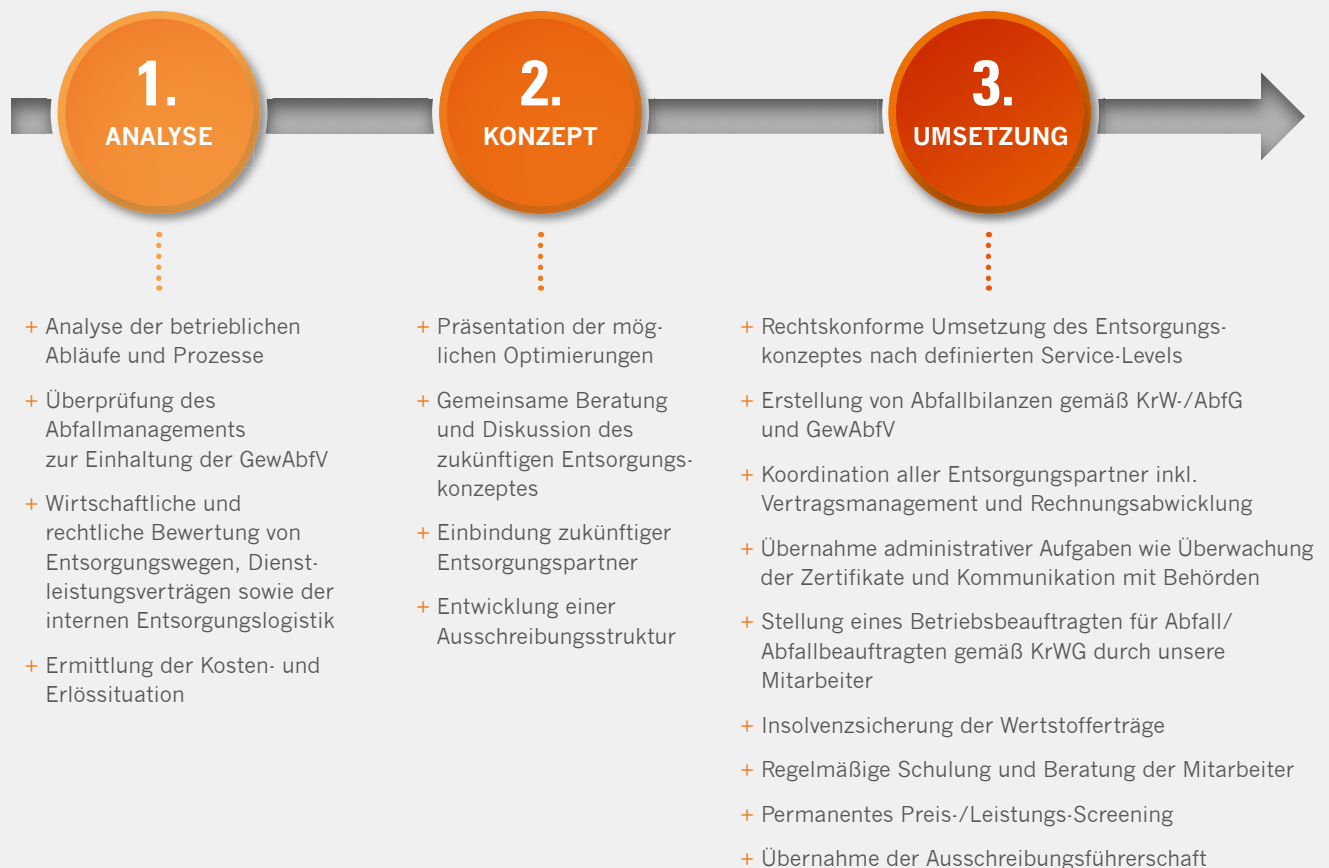 1.
ANALYSE
2.
KONZEPT
3.
UMSETZUNG
+ Analyse der betrieblichen
Abläufe und Prozesse
+ Überprüfung des
Abfallmanagements
zur Einhaltung der GewAbfV
+ Wirtschaftliche und
rechtliche Bewertung von
Entsorgungswegen, Dienst-
leistungsverträgen sowie der
internen Entsorgungslogistik
+ Ermittlung der Kosten- und
Erlössituation
+ Präsentation der mög-
lichen Optimierungen
+ Gemeinsame Beratung
und Diskussion des
zukünftigen Entsorgungs-
konzeptes
+ Einbindung zukünftiger
Entsorgungspartner
+ Entwicklung einer
Ausschreibungsstruktur
+ Rechtskonforme Umsetzung des Entsorgungs-
konzeptes nach definierten Service-Levels
+ Erstellung von Abfallbilanzen gemäß KrW-/AbfG
und GewAbfV
+ Koordination aller Entsorgungspartner inkl.
Vertragsmanagement und Rechnungsabwicklung
+ Übernahme administrativer Aufgaben wie Überwachung
der Zertifikate und Kommunikation mit Behörden
+ Stellung eines Betriebsbeauftragten für Abfall/
Abfallbeauftragten gemäß KrWG durch unsere
Mitarbeiter
+ Insolvenzsicherung der Wertstofferträge
+ Regelmäßige Schulung und Beratung der Mitarbeiter
+ Permanentes Preis-/Leistungs-Screening
+ Übernahme der Ausschreibungsführerschaft